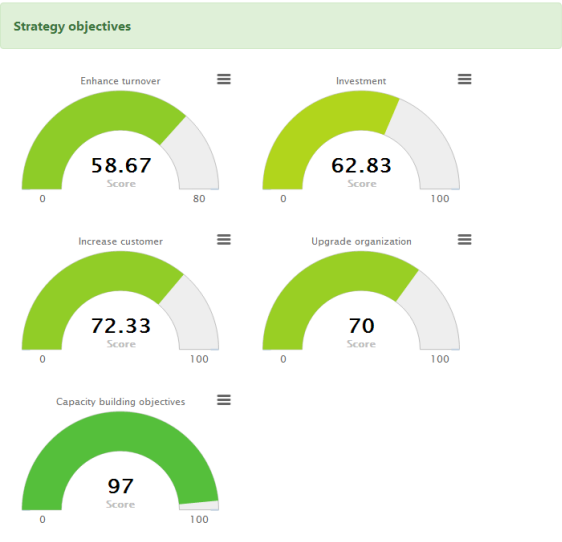 Strategy objectives
Enhance turnover
58.67
Score
0 80
Investment
62.83
Score
0 100
Increase customer
72.33
Score
0 100
Upgrade organization
70
Score
0 100
Capacity building objectives
97
Score
0 100